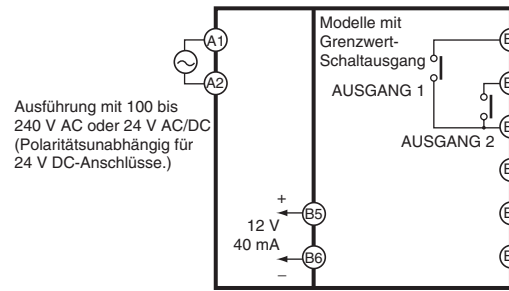 A1
A2
Ausführung mit 100 bis
240 V AC oder 24 V AC/DC
(Polaritätsunabhängig für
24 V DC-Anschlüsse.)
+
12 V
40 mA
–
B5
B6
Modelle mit
Grenzwert-
Schaltausgang
AUSGANG 1
AUSGANG 2